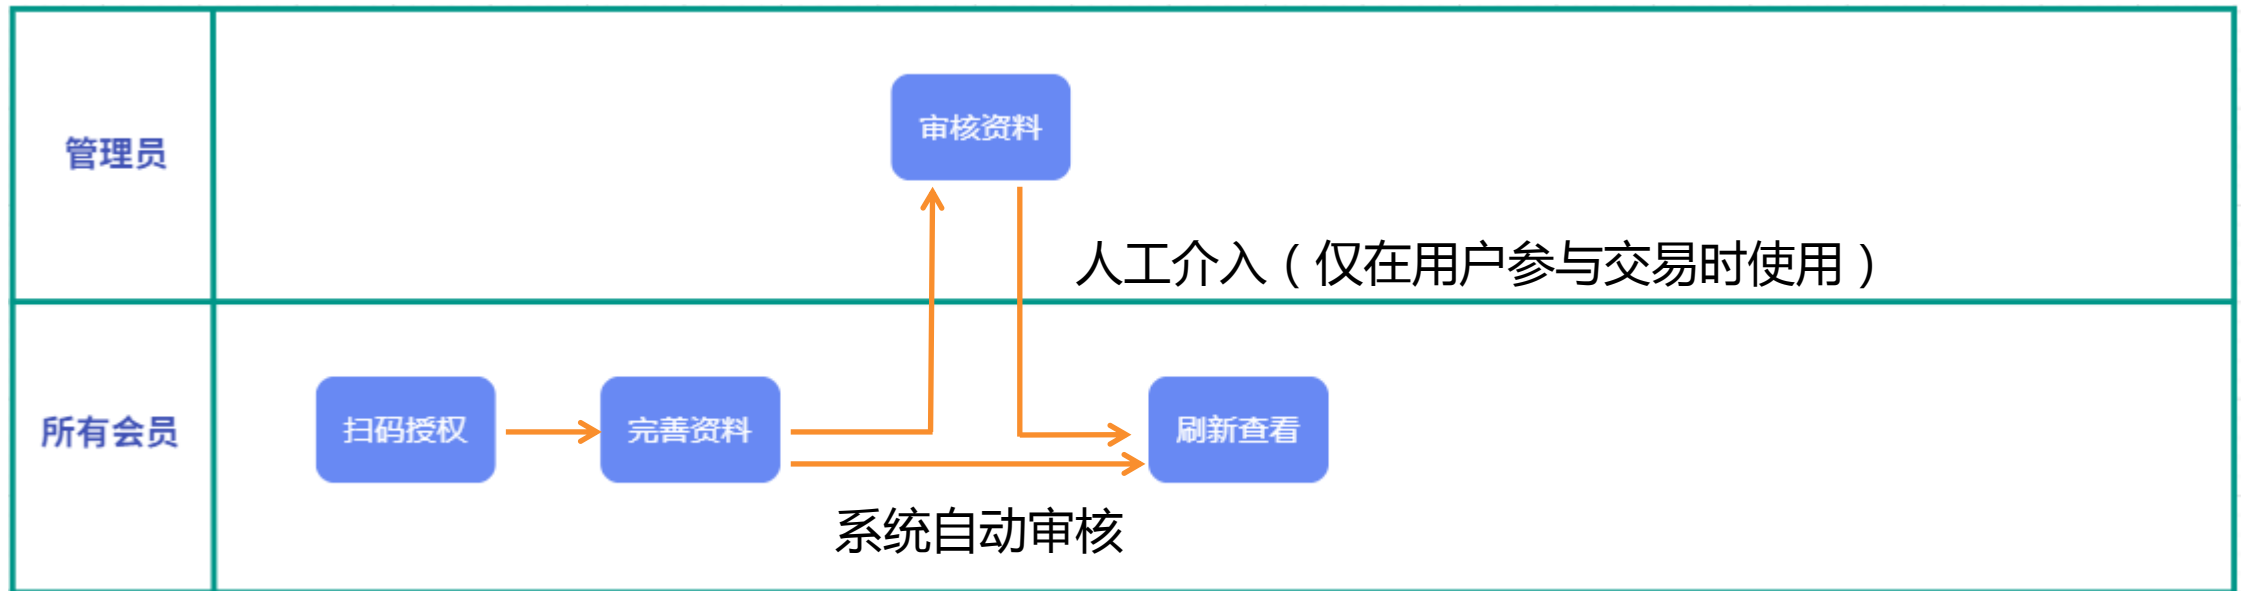 审核资料
管理员
人工介入（仅在用户参与交易时使用）
扫码授权
完善资料
刷新查看
所有会员
系统自动审核